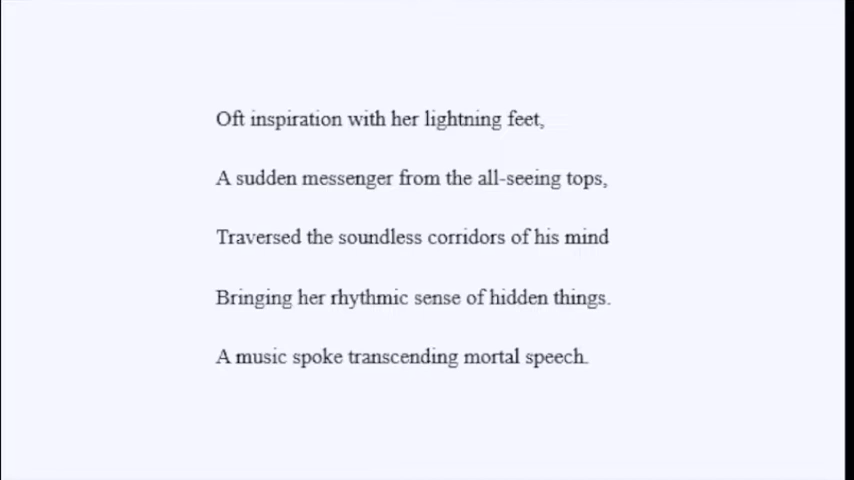 Oft inspiration with her lightning feet,
A sudden messenger from the all-seeing tops,
Traversed the soundless corridors of his mind
Bringing her rhythmic sense of hidden things.
A music spoke transcending mortal speech.